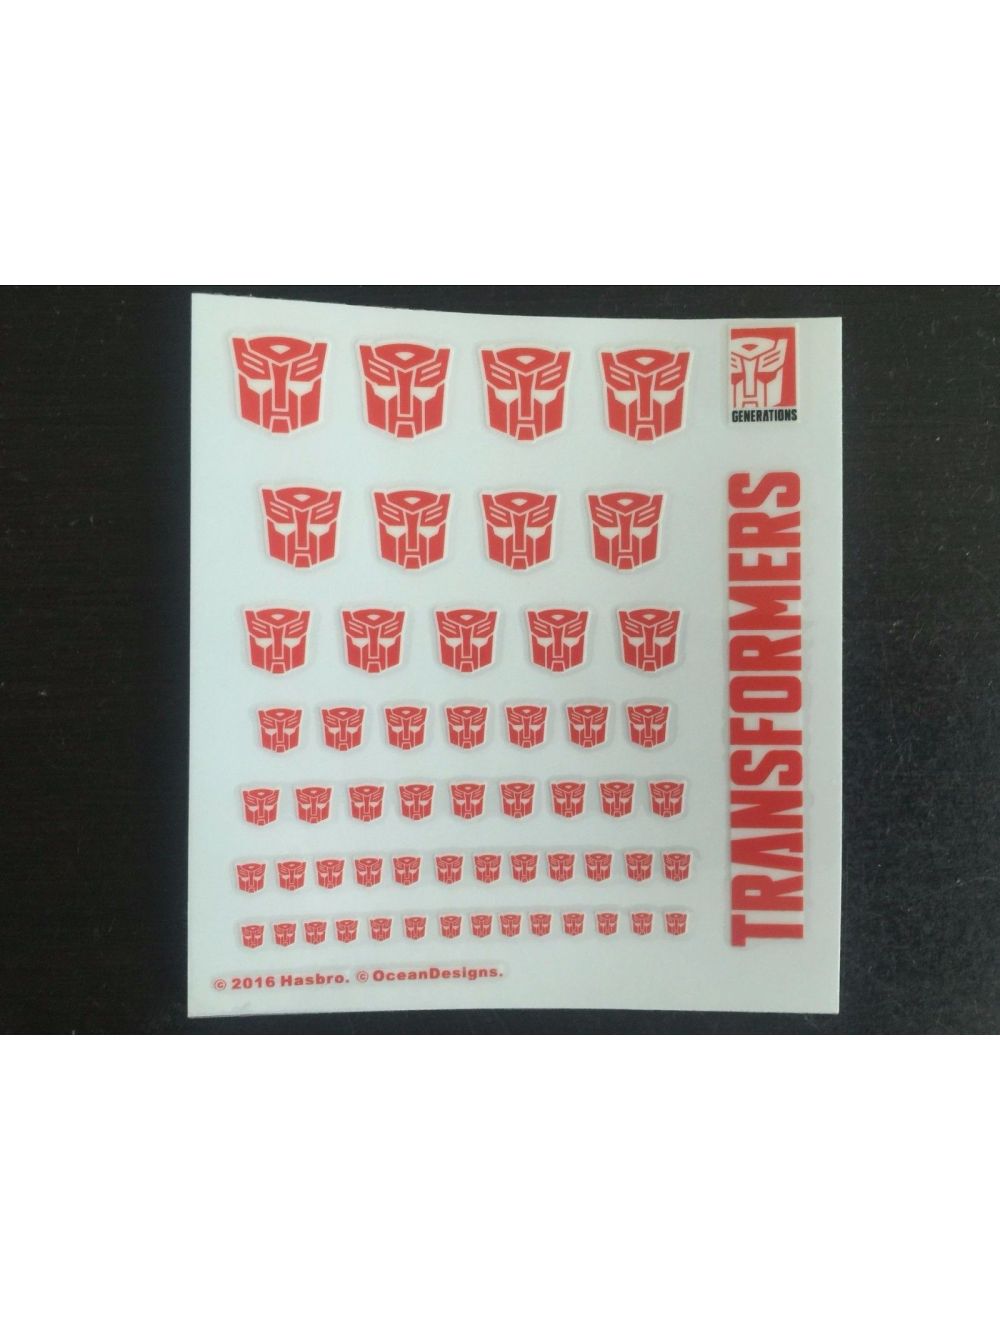 GENERATIONS
TRANSFORMERS
© 2016 Hasbro. © OceanDesigns.